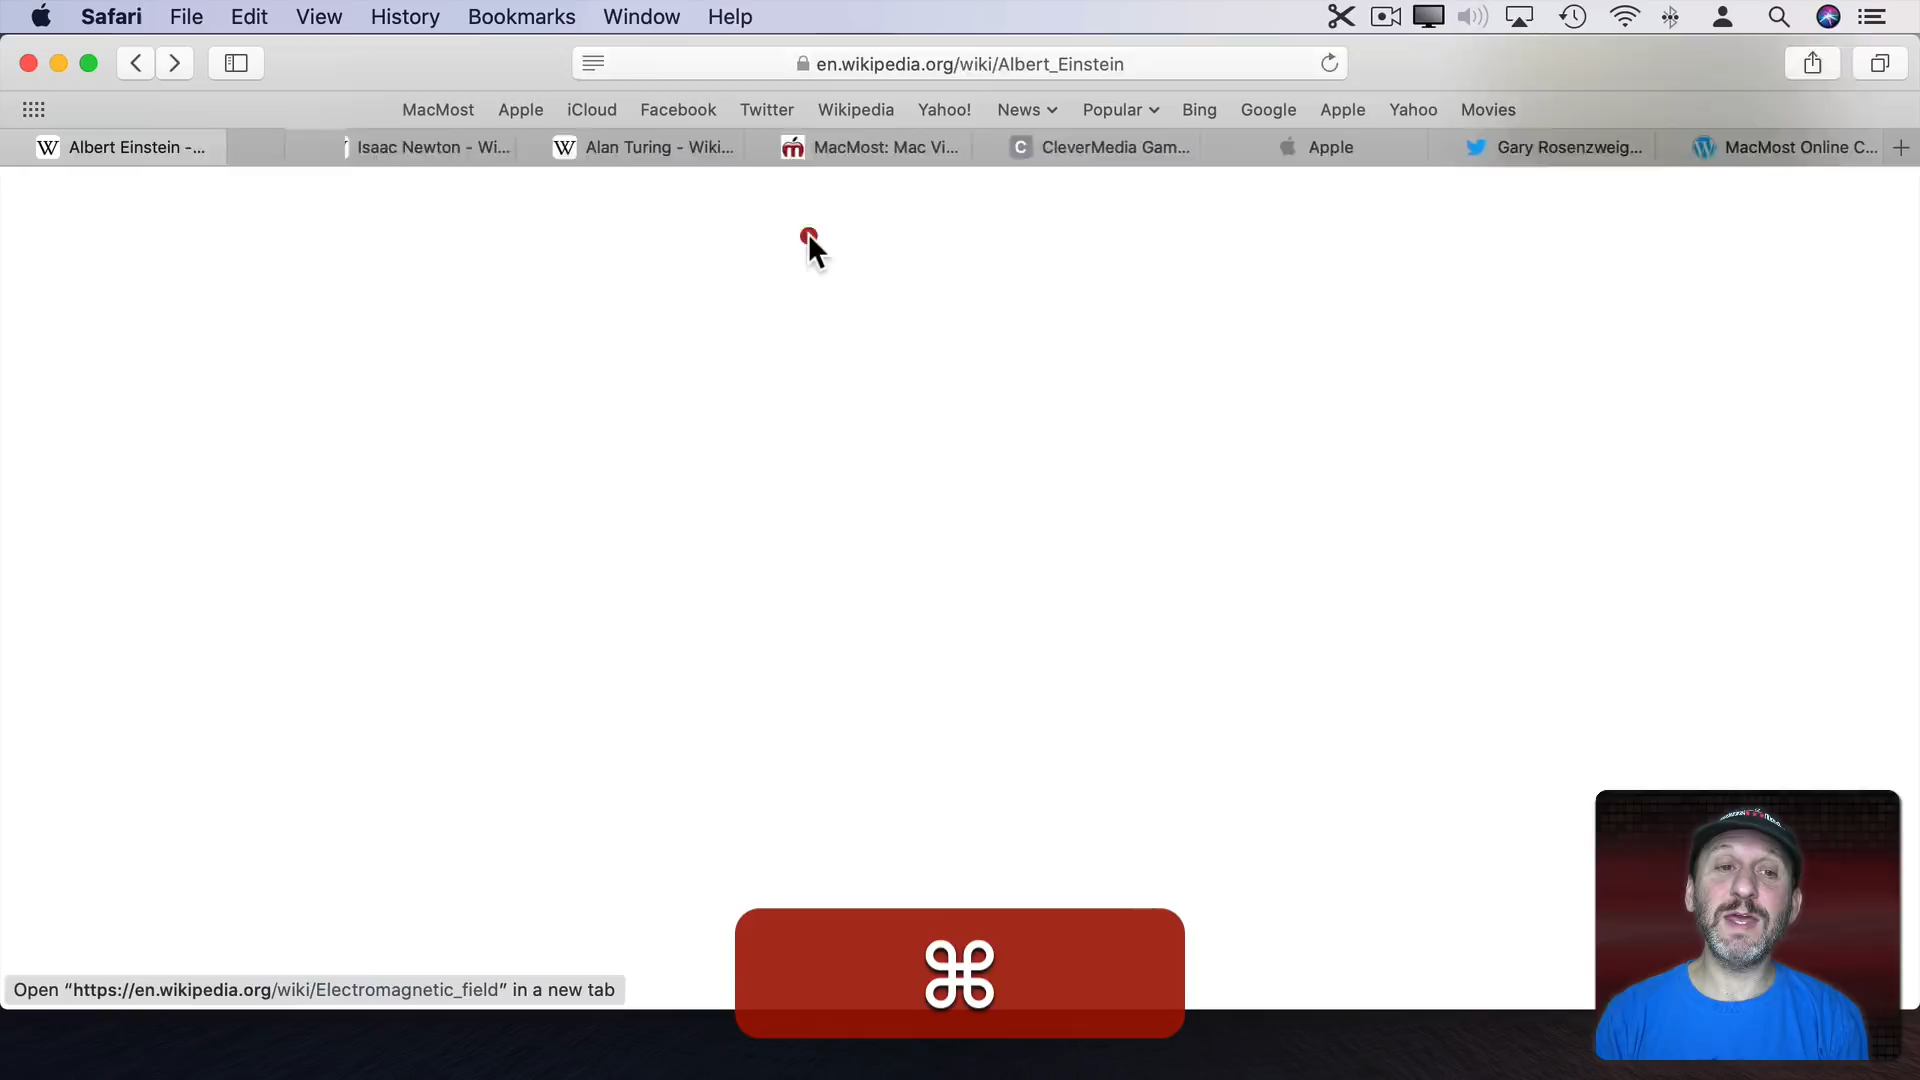 Safari File Edit View History Bookmarks Window Help
en.wikipedia.org/wiki/Albert_Einstein
MacMost Apple iCloud Facebook Twitter Wikipedia Yahoo! News Popular Bing Google Apple Yahoo Movies
W Albert Einstein -... Isaac Newton - Wi... W Alan Turing - Wiki... m MacMost: Mac Vi... C CleverMedia Gam... Apple Gary Rosenzweig... MacMost Online C...
Open “https://en.wikipedia.org/wiki/Electromagnetic_field” in a new tab
⌘